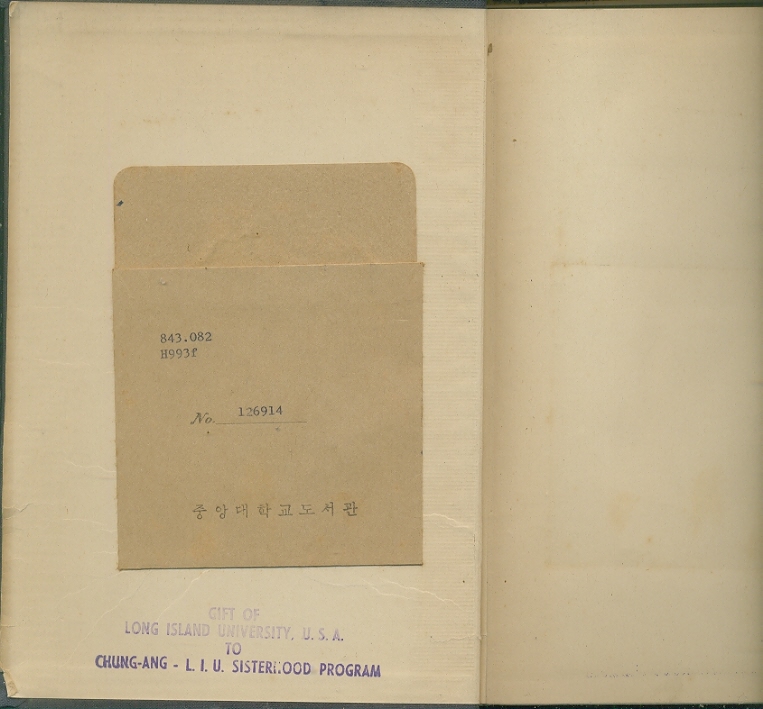 843.082
H993f
No. 126914
중앙대학교도서관
GIFT OF
LONG ISLAND UNIVERSITY, U.S.A.
TO
CHUNG-ANG - L.I.U. SISTERHOOD PROGRAM